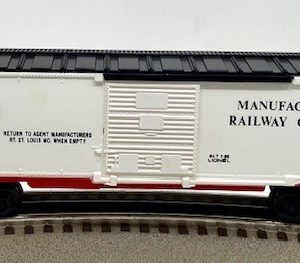 RETURN TO AGENT MANUFACTURERS
RY. ST. LOUIS MO. WHEN EMPTY
MANUFAC
RAILWAY C
BLT 1-86
LIONEL